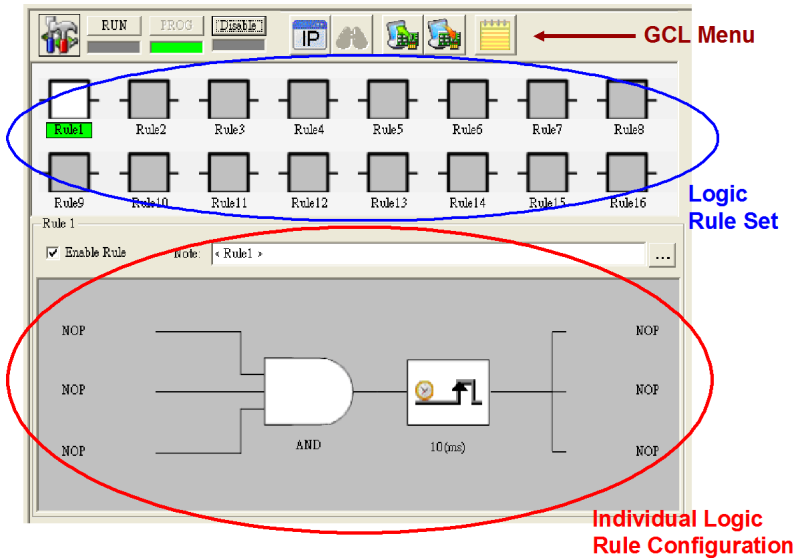 RUN PROG Disable
IP
GCL Menu
Rule1 Rule2 Rule3 Rule4 Rule5 Rule6 Rule7 Rule8
Rule9 Rule10 Rule11 Rule12 Rule13 Rule14 Rule15 Rule16
Logic
Rule Set
Rule 1
Enable Rule Note: < Rule1 > ...
NOP NOP
NOP NOP
AND 10(ms)
NOP NOP
Individual Logic
Rule Configuration